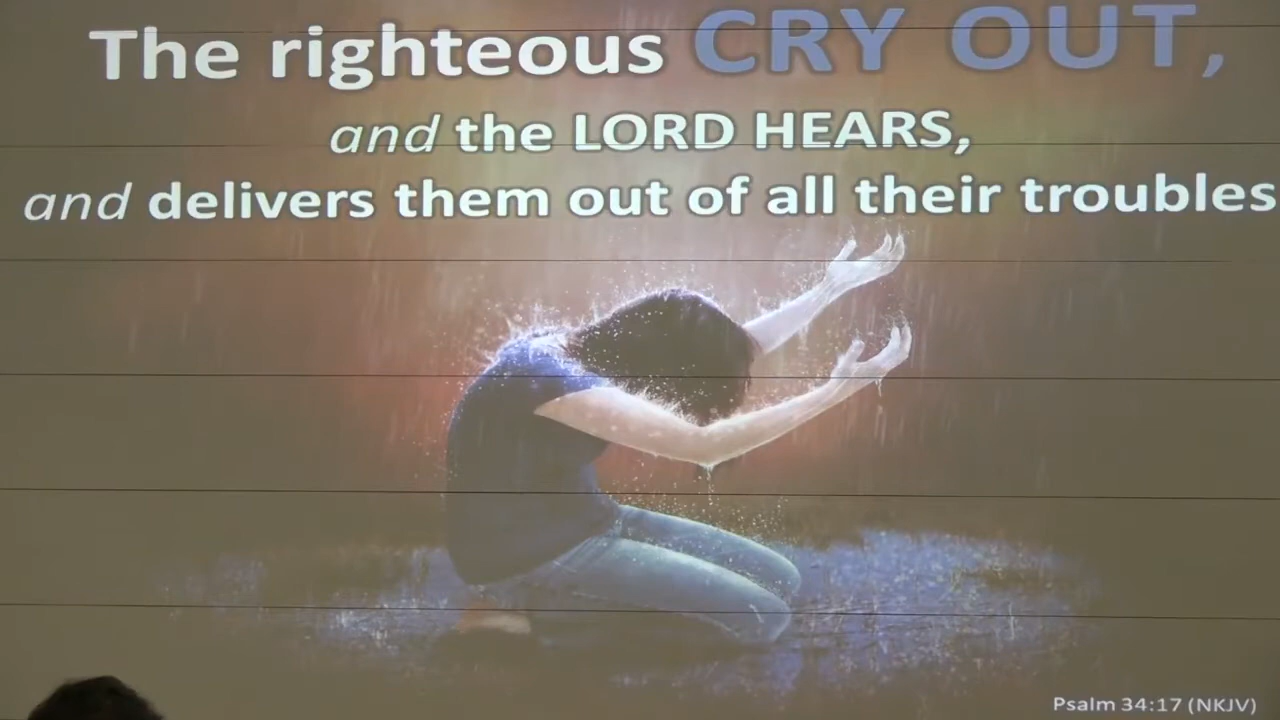 The righteous CRY OUT,
and the LORD HEARS,
and delivers them out of all their troubles
Psalm 34:17 (NKJV)